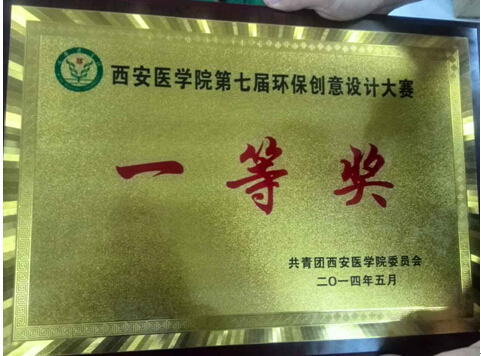 西安医学院第七届环保创意设计大赛
一等奖
共青团西安医学院委员会
二〇一四年五月